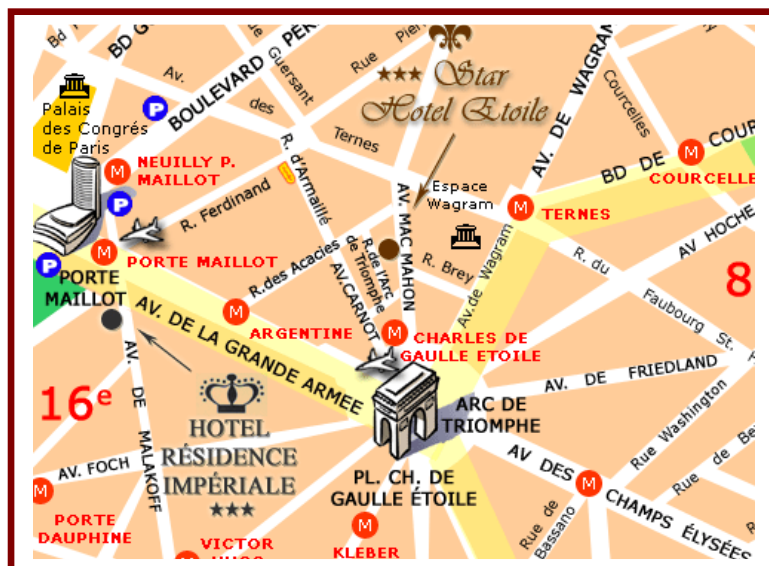 Bd
BD G
BOULEVARD PER
Guersant
Rue
Rue Pier
★★★ Star
Hotel Etoile
AV. DE WAGRAM
Courcelles
BD DE COUR
M
COURCELLE
Palais
des Congrés
de Paris
P
Av. des Ternes
M
NEUILLY P.
MAILLOT
P
R. d'Armaillé
R. Ferdinand
AV. MAC MAHON
Espace
Wagram
M
TERNES
AV HOCHE
M
PORTE MAILLOT
P
PORTE
MAILLOT
R.des Acacies
R.de l'Arc
de Triomphe
R. Brey
Av.de Wagram
R. du
Faubourg St.
8
AV.CARNOT
M
ARGENTINE
M
CHARLES DE
GAULLE ETOILE
AV. DE LA GRANDE ARMEE
AV. DE MALAKOFF
16e
HOTEL
RÉSIDENCE
IMPÉRIALE
★★★
ARC DE
TRIOMPHE
AV. DE FRIEDLAND
Rue Washington
Rue de
AV. FOCH
PL. CH. DE
GAULLE ÉTOILE
AV DES
CHAMPS ÉLYSÉES
M
M
PORTE
DAUPHINE
M
KLEBER
VICTOR
Rue de
Bassano